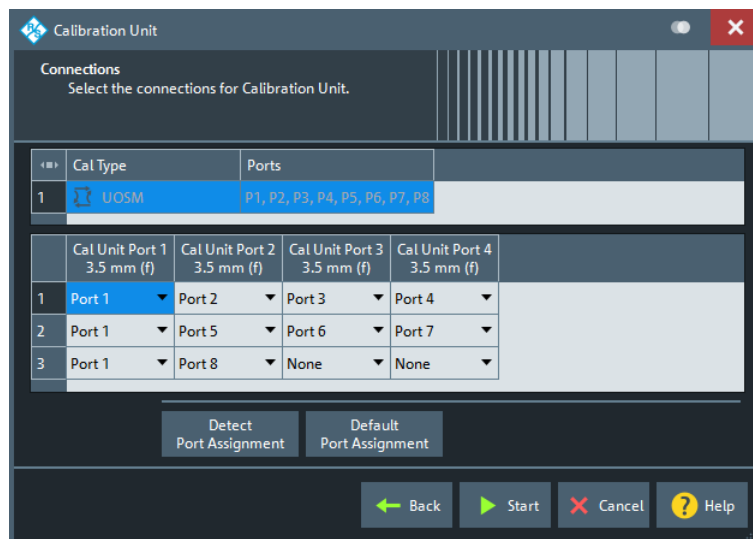 Calibration Unit
Connections
Select the connections for Calibration Unit.
Cal Type Ports
1 UOSM P1, P2, P3, P4, P5, P6, P7, P8
Cal Unit Port 1 Cal Unit Port 2 Cal Unit Port 3 Cal Unit Port 4
3.5 mm (f) 3.5 mm (f) 3.5 mm (f) 3.5 mm (f)
1 Port 1 Port 2 Port 3 Port 4
2 Port 1 Port 5 Port 6 Port 7
3 Port 1 Port 8 None None
Detect Default
Port Assignment Port Assignment
Back Start Cancel ? Help